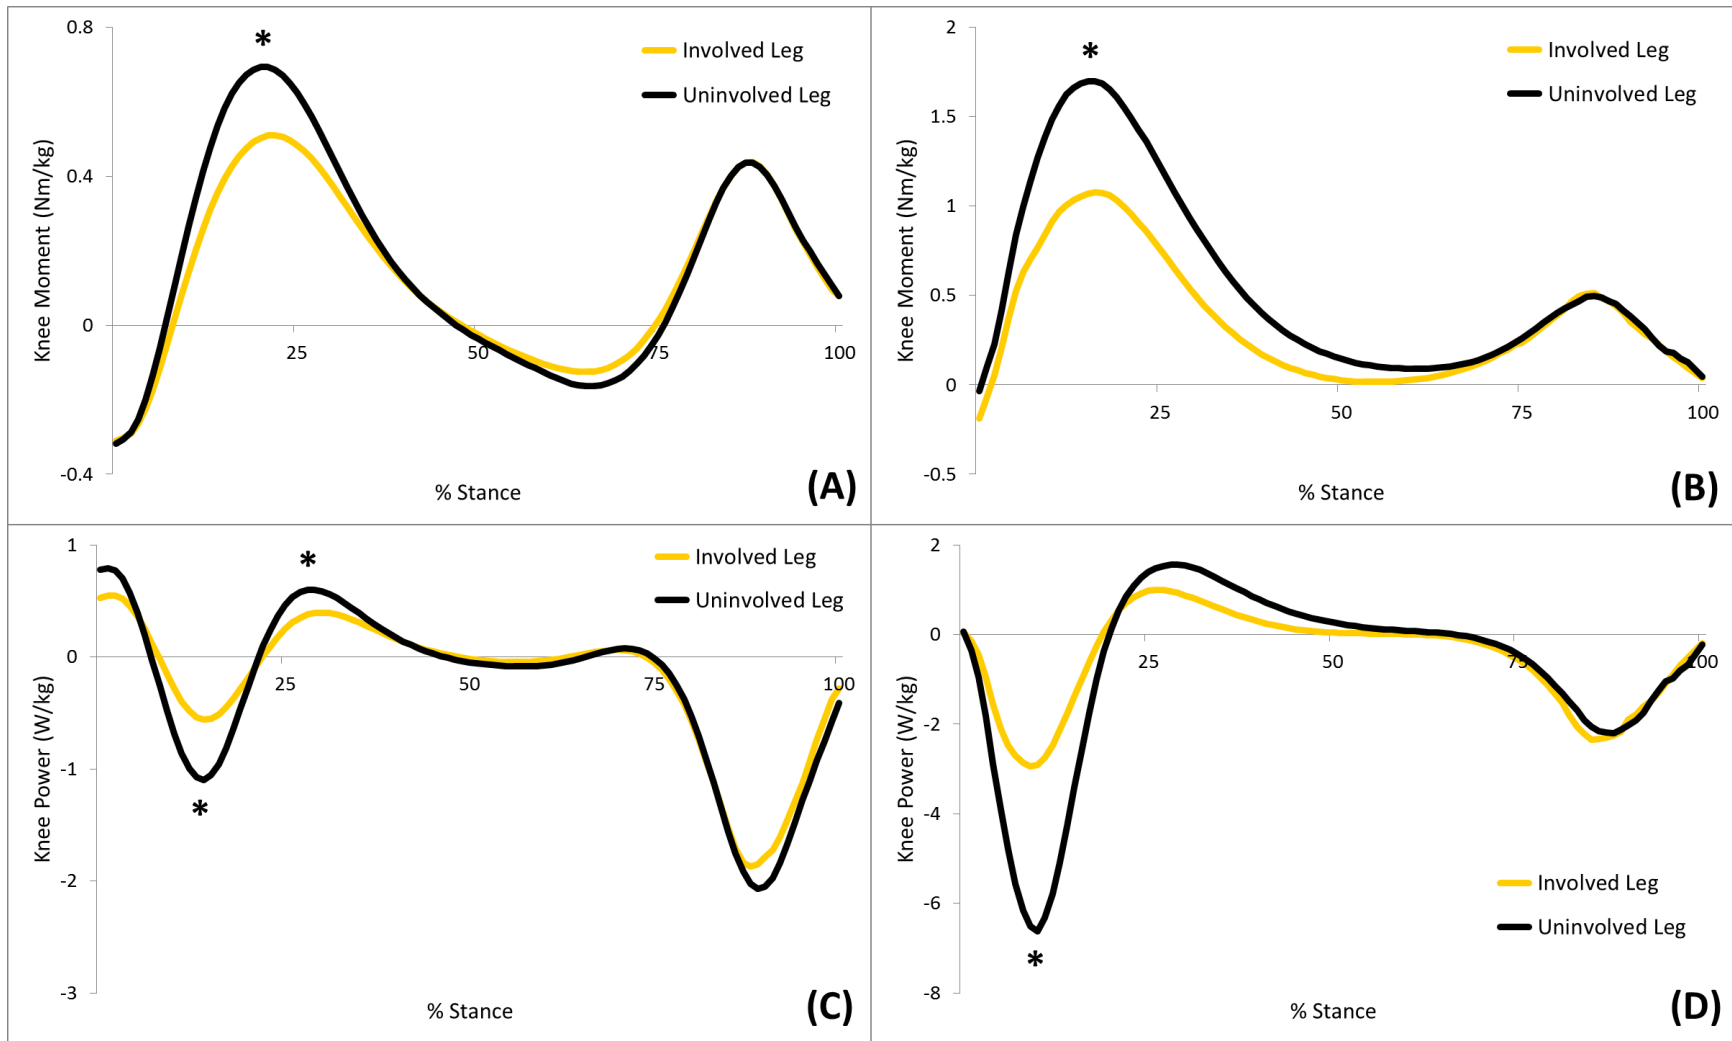 0.8
*
Involved Leg
Uninvolved Leg
0.4
0
-0.4
25
50
75
100
Knee Moment (Nm/kg)
% Stance
(A)
2
*
Involved Leg
Uninvolved Leg
1.5
1
0.5
0
-0.5
25
50
75
100
Knee Moment (Nm/kg)
% Stance
(B)
1
*
Involved Leg
Uninvolved Leg
0
25
50
75
100
-1
*
-2
-3
Knee Power (W/kg)
% Stance
(C)
2
0
25
50
75
100
-2
-4
-6
-8
Knee Power (W/kg)
Involved Leg
Uninvolved Leg
*
% Stance
(D)